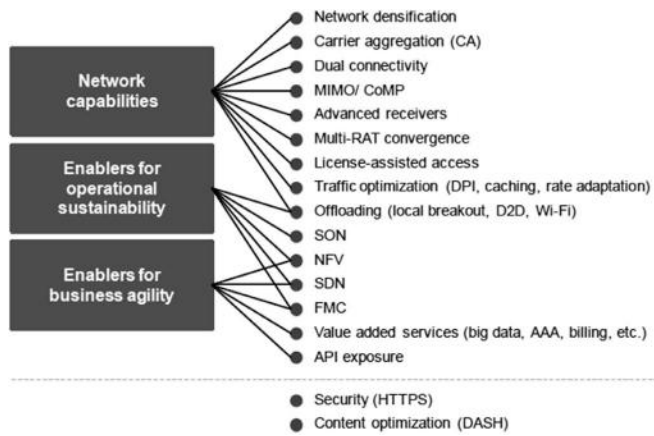 Network
capabilities
Enablers for
operational
sustainability
Enablers for
business agility
Network densification
Carrier aggregation (CA)
Dual connectivity
MIMO/ CoMP
Advanced receivers
Multi-RAT convergence
License-assisted access
Traffic optimization (DPI, caching, rate adaptation)
Offloading (local breakout, D2D, Wi-Fi)
SON
NFV
SDN
FMC
Value added services (big data, AAA, billing, etc.)
API exposure
Security (HTTPS)
Content optimization (DASH)